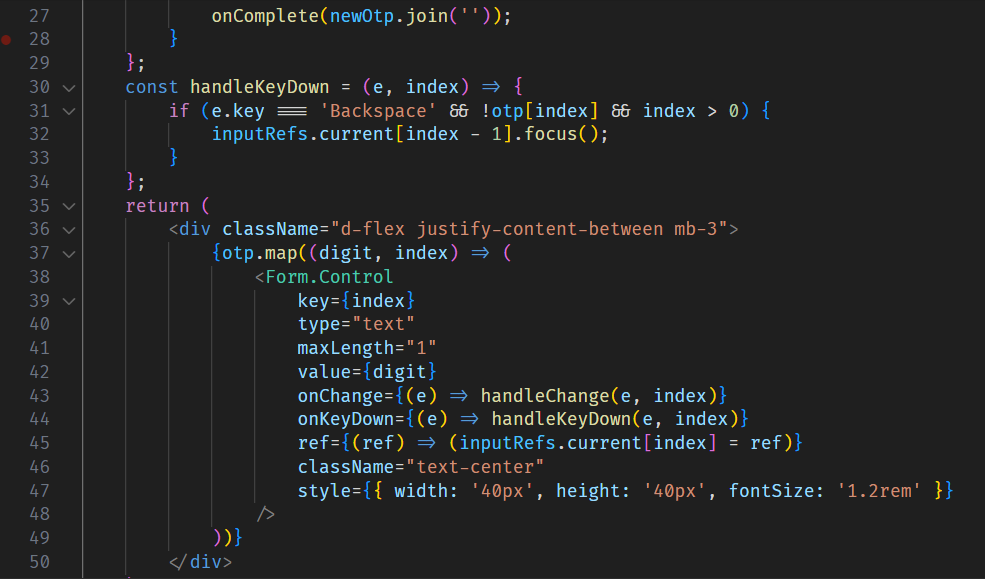 27 onComplete(newOtp.join(''));
28 }
29 };
30 const handleKeyDown = (e, index) => {
31 if (e.key === 'Backspace' && !otp[index] && index > 0) {
32 inputRefs.current[index - 1].focus();
33 }
34 };
35 return (
36 <div className="d-flex justify-content-between mb-3">
37 {otp.map((digit, index) => (
38 <Form.Control
39 key={index}
40 type="text"
41 maxLength="1"
42 value={digit}
43 onChange={(e) => handleChange(e, index)}
44 onKeyDown={(e) => handleKeyDown(e, index)}
45 ref={(ref) => (inputRefs.current[index] = ref)}
46 className="text-center"
47 style={{ width: '40px', height: '40px', fontSize: '1.2rem' }}
48 />
49 ))}
50 </div>